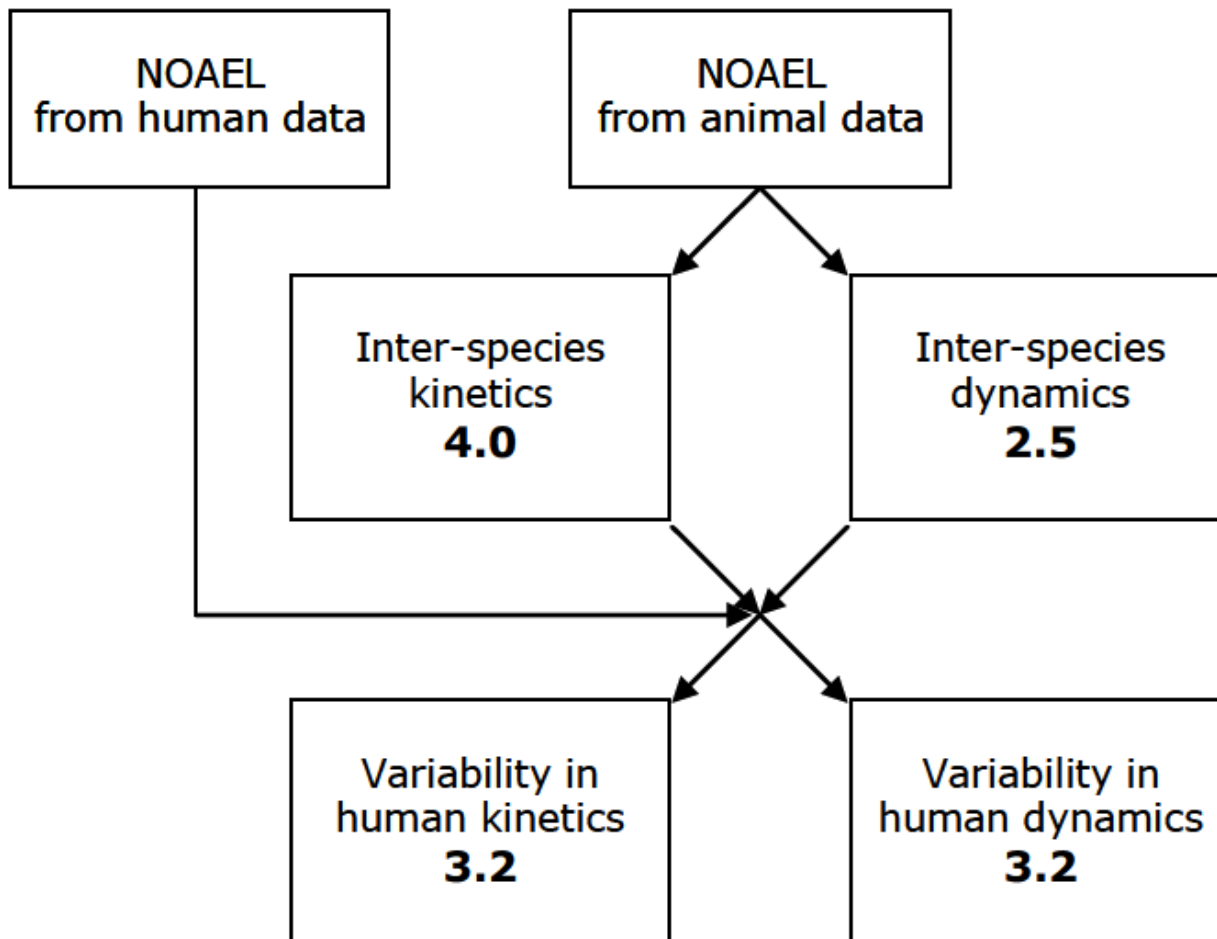 NOAEL
from human data
NOAEL
from animal data
Inter-species
kinetics
4.0
Inter-species
dynamics
2.5
Variability in
human kinetics
3.2
Variability in
human dynamics
3.2